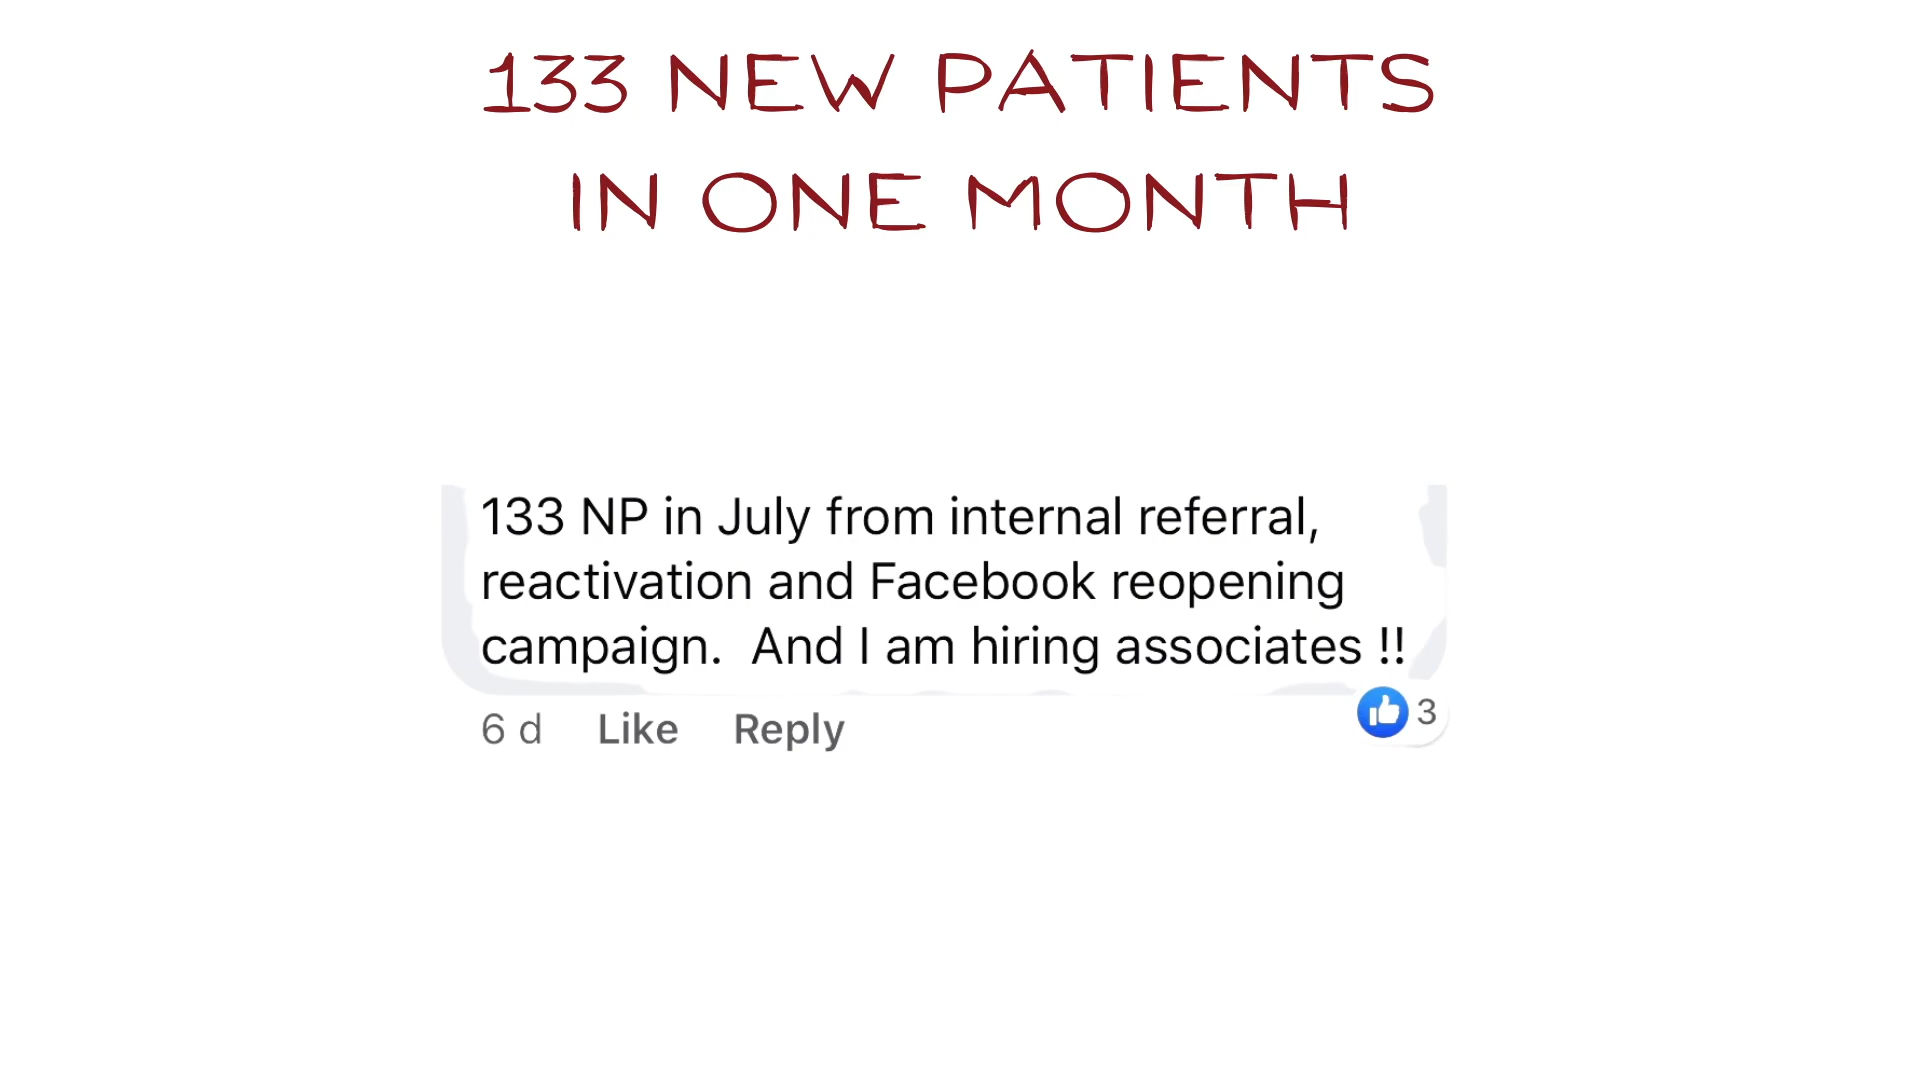 133 NEW PATIENTS
IN ONE MONTH
133 NP in July from internal referral,
reactivation and Facebook reopening
campaign.  And I am hiring associates !!
6 d Like Reply 3